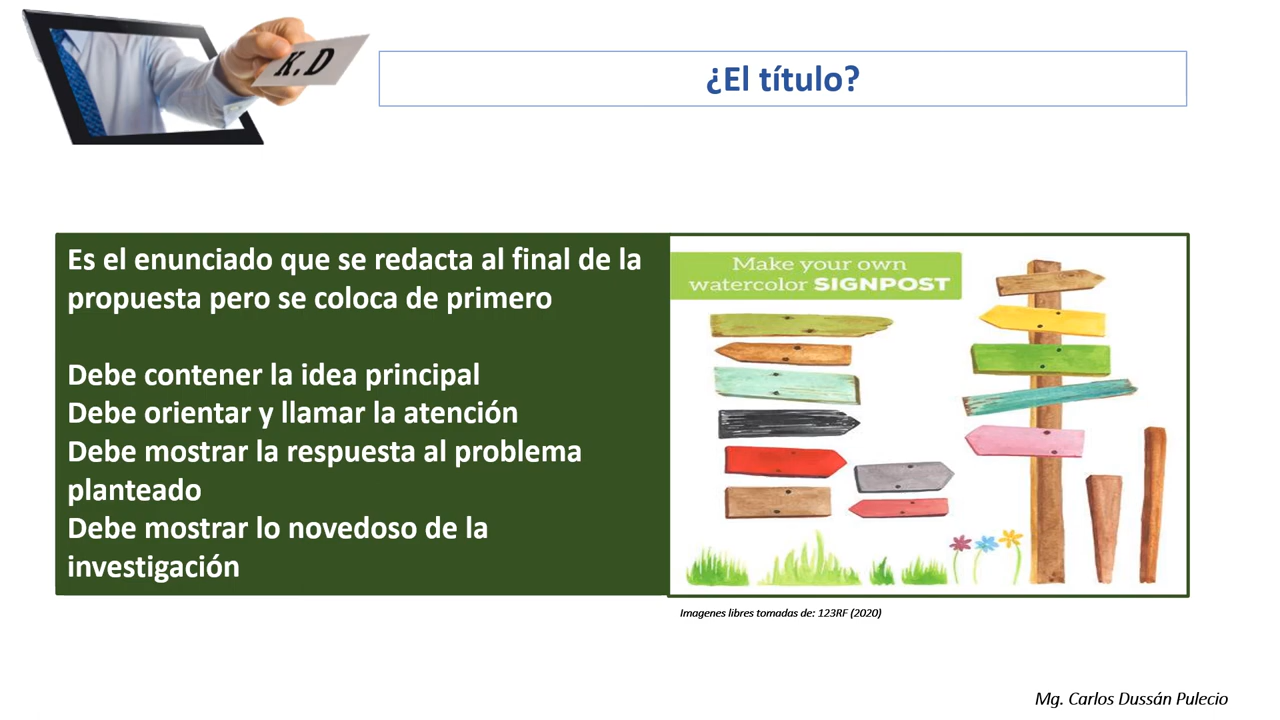 K.D
¿El título?
Es el enunciado que se redacta al final de la
propuesta pero se coloca de primero
Debe contener la idea principal
Debe orientar y llamar la atención
Debe mostrar la respuesta al problema
planteado
Debe mostrar lo novedoso de la
investigación
Make your own
watercolor SIGNPOST
Imagenes libres tomadas de: 123RF (2020)
Mg. Carlos Dussán Pulecio